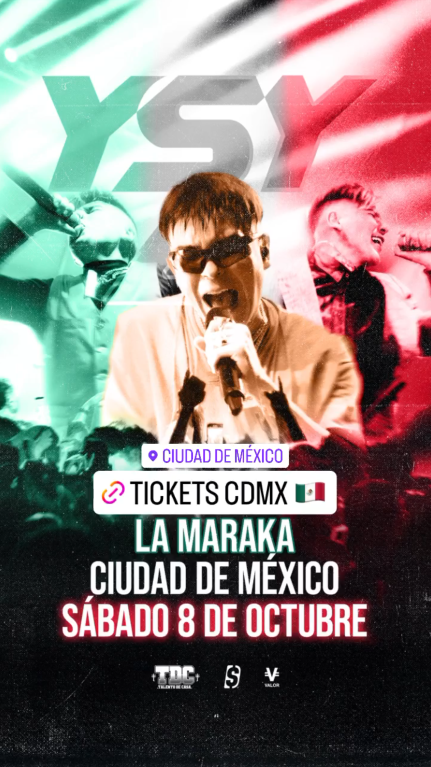 YSY
A
CIUDAD DE MÉXICO
TICKETS CDMX
LA MARAKA
CIUDAD DE MÉXICO
SÁBADO 8 DE OCTUBRE
TDC
TALENTO DE CASA
VALOR